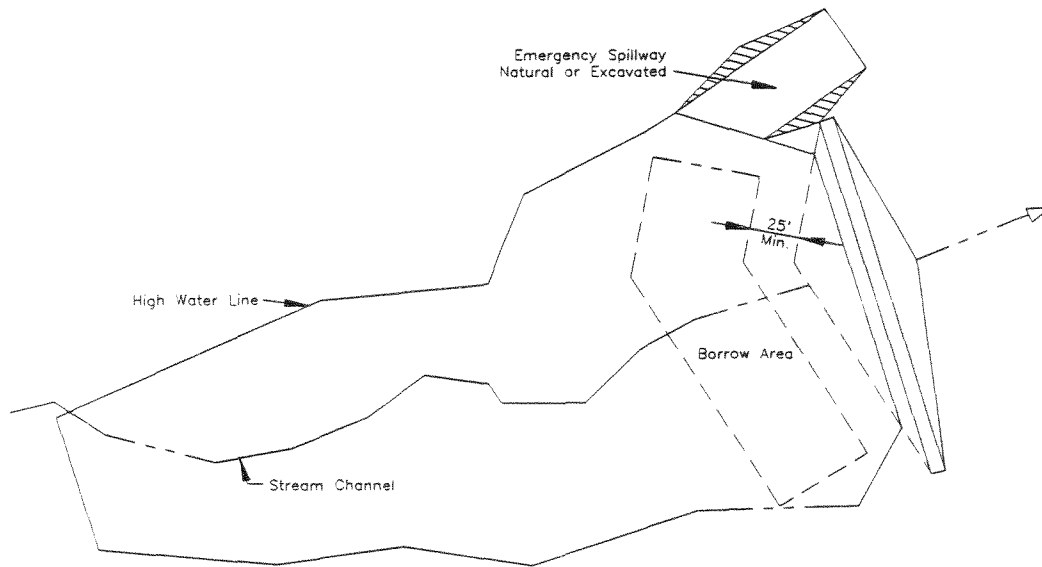 Emergency Spillway
Natural or Excavated
25'
Min.
High Water Line
Borrow Area
Stream Channel